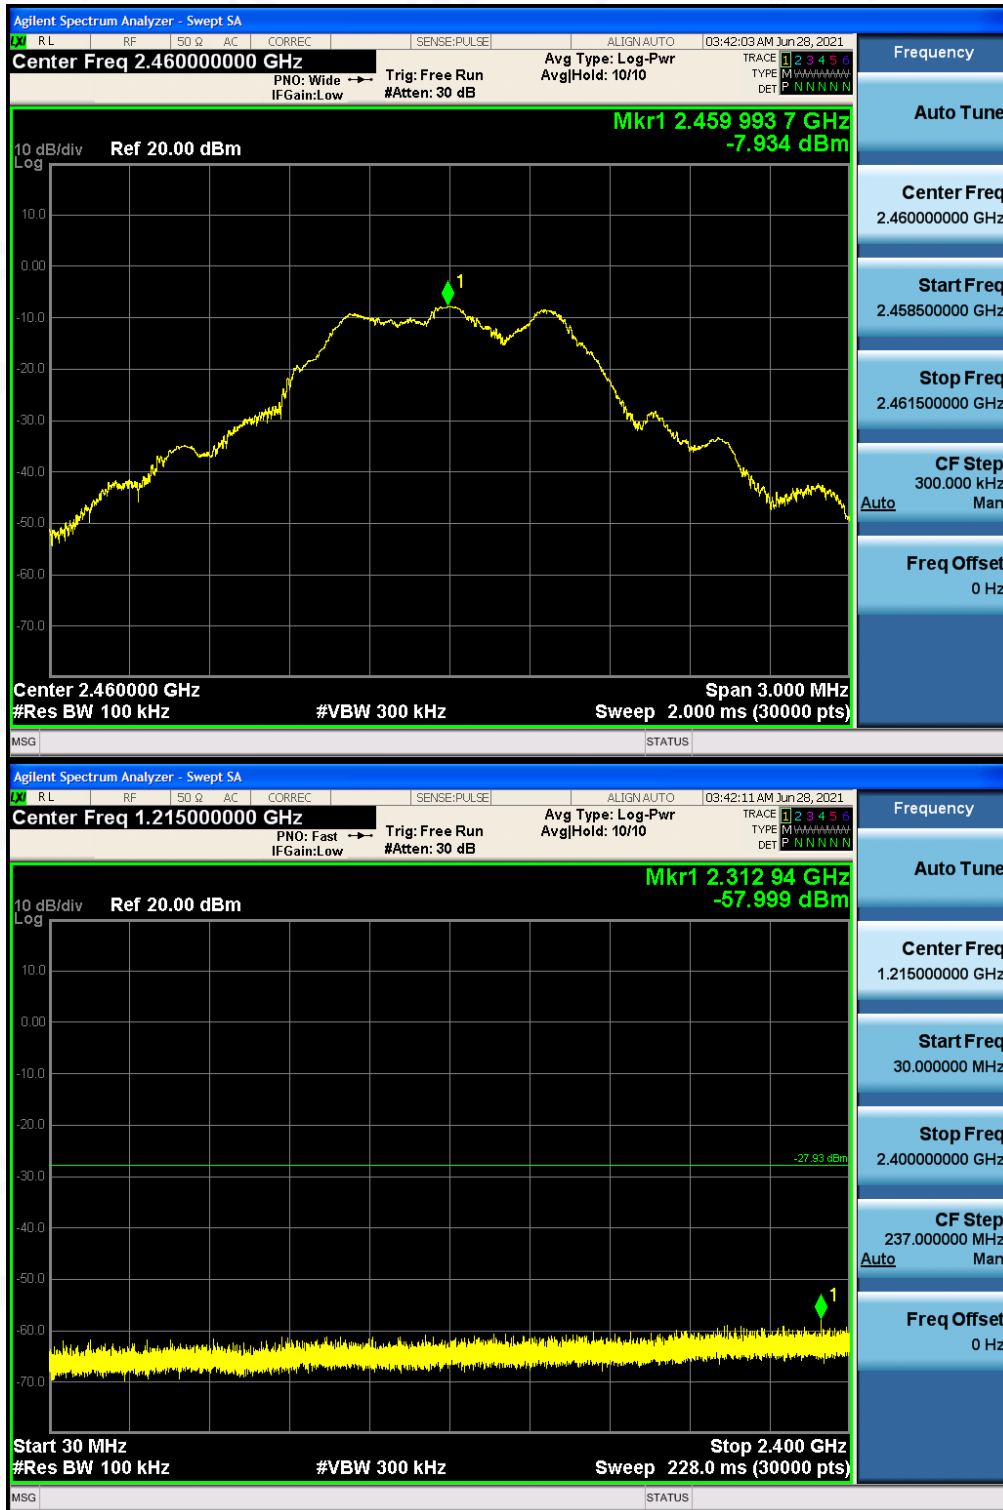 Agilent Spectrum Analyzer - Swept SA
LXI RL RF 50 Ω AC CORREC SENSE:PULSE ALIGN AUTO 03:42:03 AM Jun 28, 2021
Center Freq 2.460000000 GHz
PNO: Wide
IFGain:Low
Trig: Free Run
#Atten: 30 dB
Avg Type: Log-Pwr
Avg|Hold: 10/10
TRACE 1 2 3 4 5 6
TYPE M
DET P N N N N N
Mkr1 2.459 993 7 GHz
-7.934 dBm
10 dB/div Ref 20.00 dBm
Log
10.0
0.00
1
-10.0
-20.0
-30.0
-40.0
-50.0
-60.0
-70.0
Center 2.460000 GHz Span 3.000 MHz
#Res BW 100 kHz #VBW 300 kHz Sweep 2.000 ms (30000 pts)
MSG STATUS
Frequency
Auto Tune
Center Freq
2.460000000 GHz
Start Freq
2.458500000 GHz
Stop Freq
2.461500000 GHz
CF Step
300.000 kHz
Auto Man
Freq Offset
0 Hz
Agilent Spectrum Analyzer - Swept SA
LXI RL RF 50 Ω AC CORREC SENSE:PULSE ALIGN AUTO 03:42:11 AM Jun 28, 2021
Center Freq 1.215000000 GHz
PNO: Fast
IFGain:Low
Trig: Free Run
#Atten: 30 dB
Avg Type: Log-Pwr
Avg|Hold: 10/10
TRACE 1 2 3 4 5 6
TYPE M
DET P N N N N N
Mkr1 2.312 94 GHz
-57.999 dBm
10 dB/div Ref 20.00 dBm
Log
10.0
0.00
-10.0
-20.0
-27.93 dBm
-30.0
-40.0
-50.0
1
-60.0
-70.0
Start 30 MHz Stop 2.400 GHz
#Res BW 100 kHz #VBW 300 kHz Sweep 228.0 ms (30000 pts)
MSG STATUS
Frequency
Auto Tune
Center Freq
1.215000000 GHz
Start Freq
30.000000 MHz
Stop Freq
2.400000000 GHz
CF Step
237.000000 MHz
Auto Man
Freq Offset
0 Hz